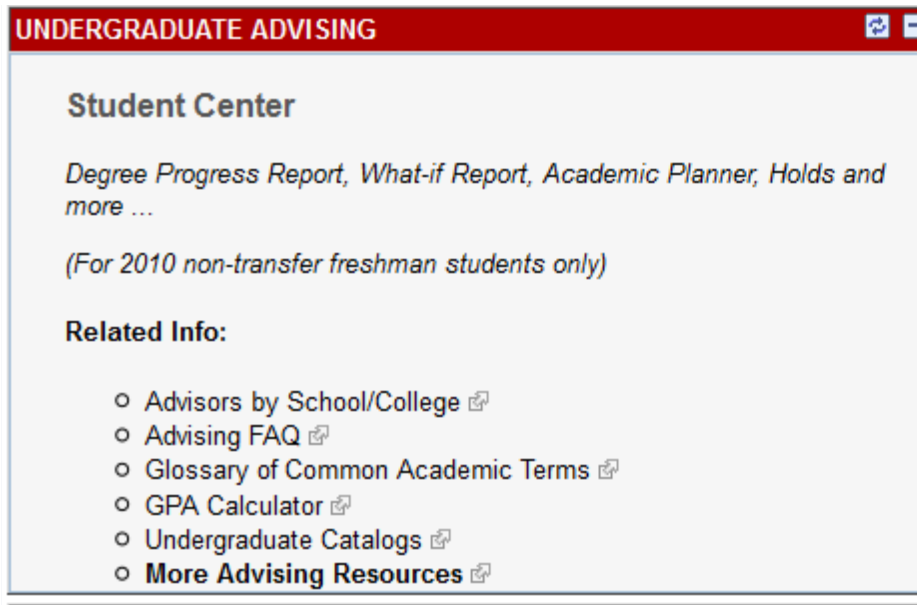 UNDERGRADUATE ADVISING
Student Center
Degree Progress Report, What-if Report, Academic Planner, Holds and
more ...
(For 2010 non-transfer freshman students only)
Related Info:
Advisors by School/College
Advising FAQ
Glossary of Common Academic Terms
GPA Calculator
Undergraduate Catalogs
More Advising Resources